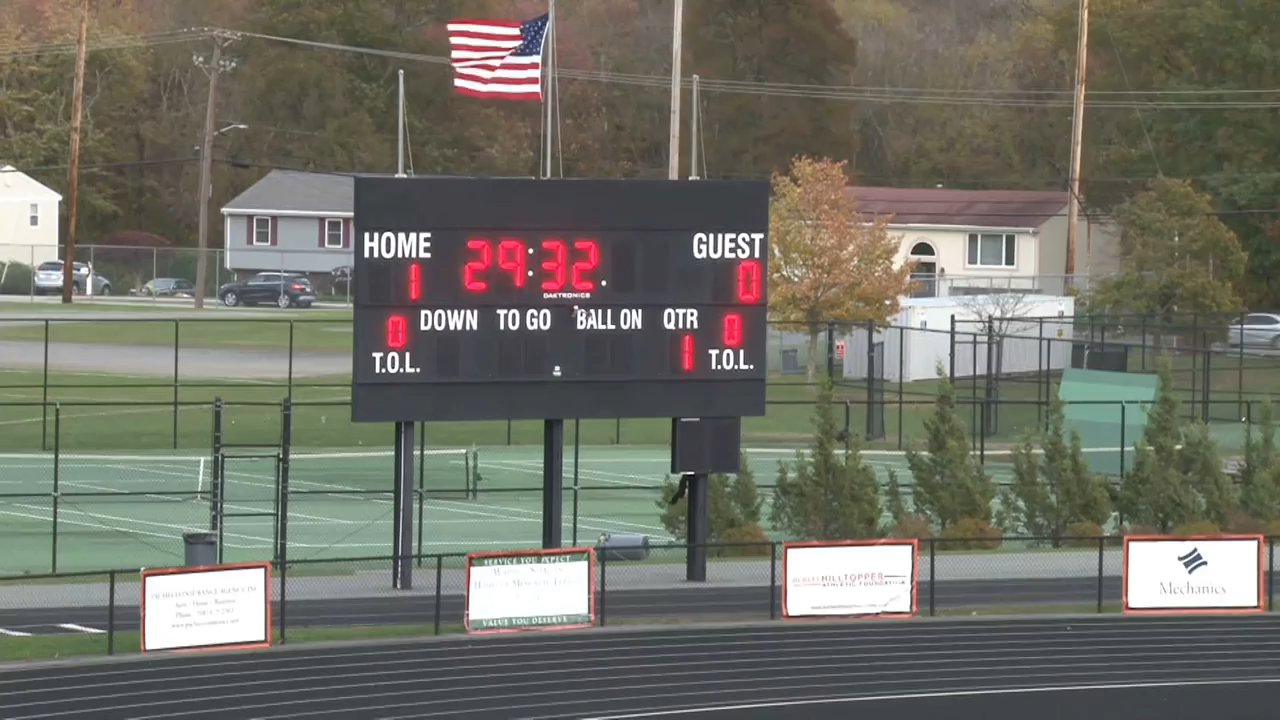 HOME 29:32 GUEST
1 0
DAKTRONICS
0 DOWN TO GO BALL ON QTR 0
T.O.L. 1 T.O.L.
SERVICE YOU EXPECT
VALUE YOU DESERVE
HILLTOPPER
ATHLETIC FOUNDATION
Mechanics